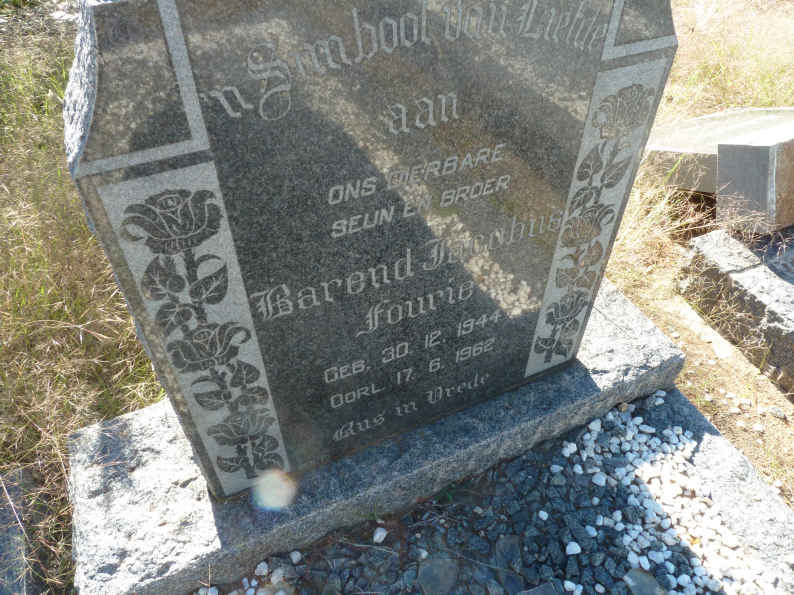 'n Simbool van Liefde
aan
ONS DIERBARE
SEUN EN BROER
Barend Jacobus
Fourie
GEB. 30. 12. 1944
OORL. 17. 6. 1962
Rus in Vrede